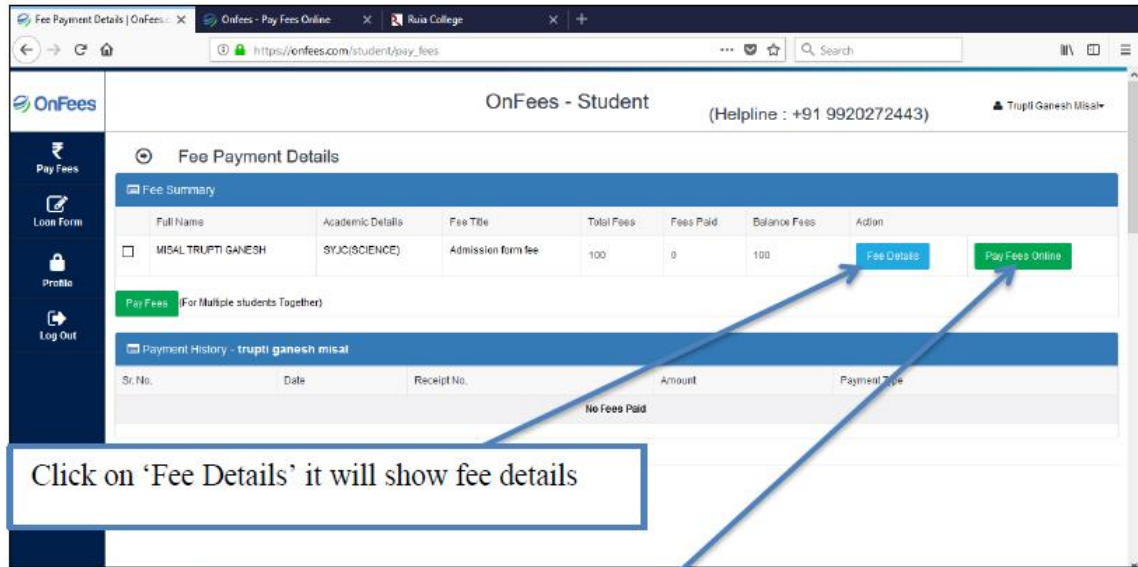 Fee Payment Details | OnFees.c
Onfees - Pay Fees Online
Ruia College
https://onfees.com/student/pay_fees
Search
OnFees
OnFees - Student
(Helpline : +91 9920272443)
Trupti Ganesh Misal
Pay Fees
Loan Form
Profile
Log Out
Fee Payment Details
Fee Summary
Full Name Academic Details Fee Title Total Fees Fees Paid Balance Fees Action
MISAL TRUPTI GANESH SYJC(SCIENCE) Admission form fee 100 0 100 Fee Details Pay Fees Online
Pay Fees (For Multiple students Together)
Payment History - trupti ganesh misal
Sr. No. Date Receipt No. Amount Payment Type
No Fees Paid
Click on ‘Fee Details’ it will show fee details